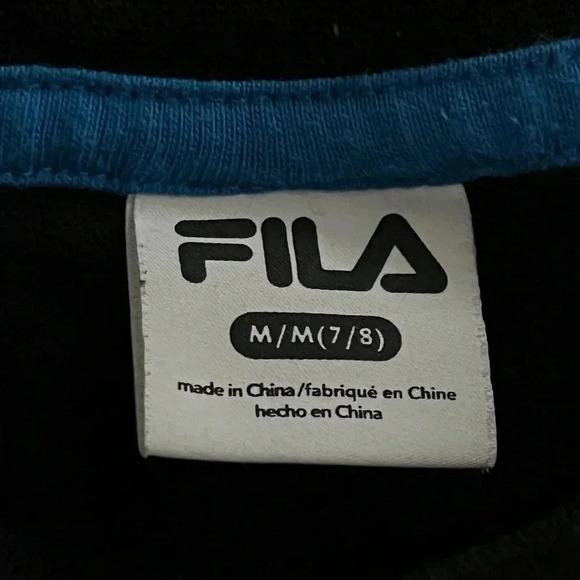 FILA
M/M(7/8)
made in China/fabriqué en Chine
hecho en China